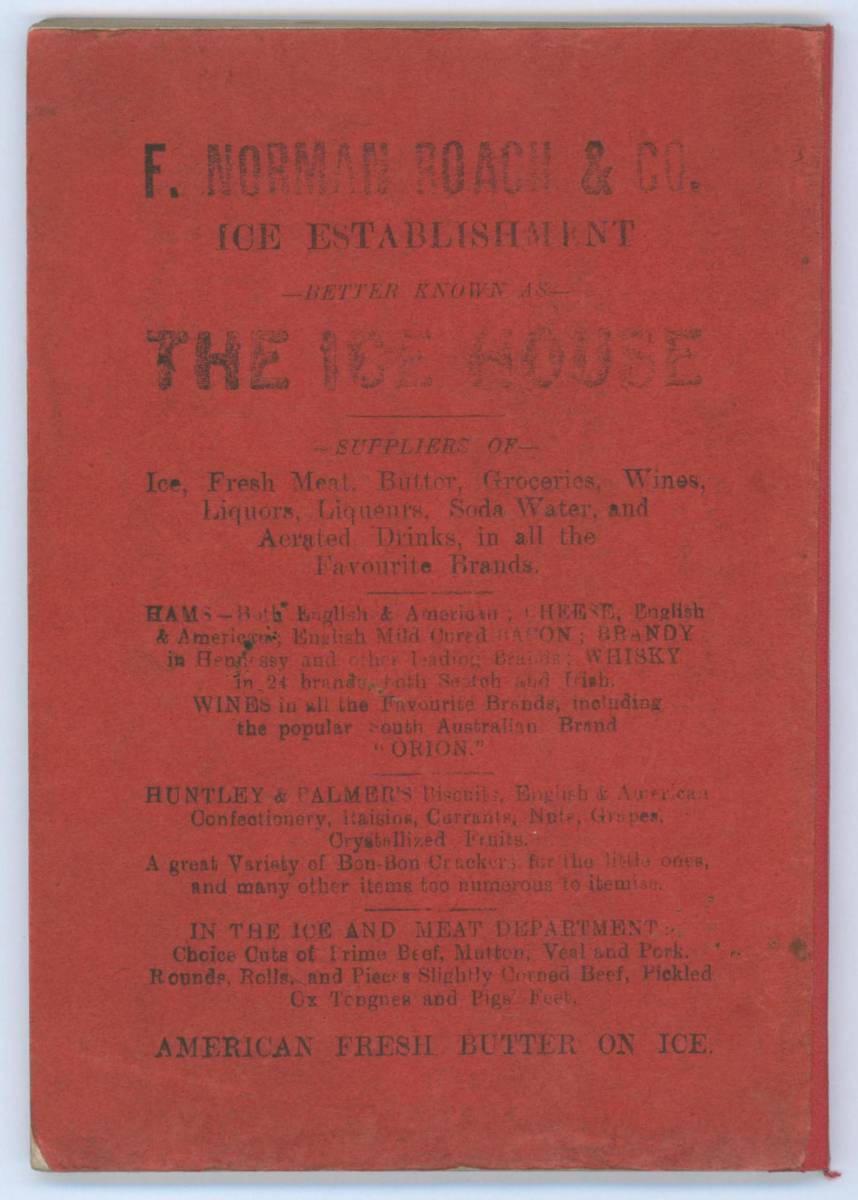 F. NORMAN ROACH & CO.
ICE ESTABLISHMENT
—BETTER KNOWN AS—
THE ICE HOUSE
—SUPPLIERS OF—
Ice, Fresh Meat, Butter, Groceries, Wines,
Liquors, Liqueurs, Soda Water, and
Aerated Drinks, in all the
Favourite Brands.
HAMS—Both English & American; CHEESE, English
& American; English Mild Cured BACON; BRANDY
in Hennessy and other leading Brands; WHISKY
in 24 brands, both Scotch and Irish.
WINES in all the Favourite Brands, including
the popular South Australian Brand
"ORION."
HUNTLEY & PALMER'S Biscuits, English & American
Confectionery, Raisins, Currants, Nuts, Grapes,
Crystallized Fruits.
A great Variety of Bon-Bon Crackers for the little ones,
and many other items too numerous to itemise.
IN THE ICE AND MEAT DEPARTMENT
Choice Cuts of Prime Beef, Mutton, Veal and Pork.
Rounds, Rolls, and Pieces Slightly Corned Beef, Pickled
Ox Tongues and Pigs' Feet.
AMERICAN FRESH BUTTER ON ICE.